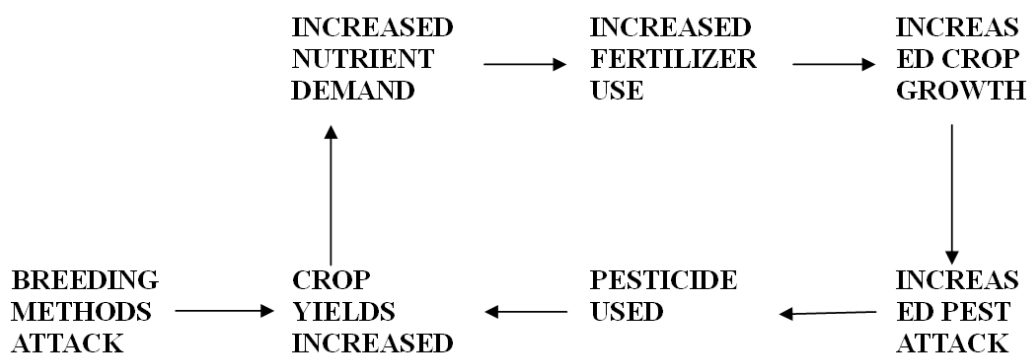 INCREASED
NUTRIENT
DEMAND
INCREASED
FERTILIZER
USE
INCREAS
ED CROP
GROWTH
BREEDING
METHODS
ATTACK
CROP
YIELDS
INCREASED
PESTICIDE
USED
INCREAS
ED PEST
ATTACK